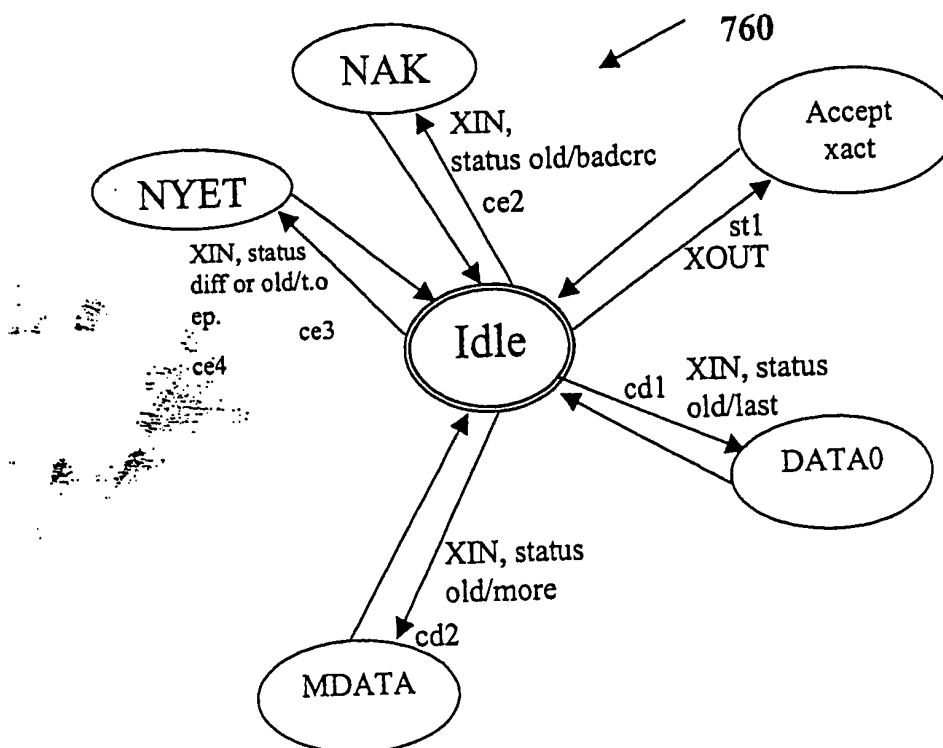 760
NAK
Accept
xact
XIN,
status old/badcrc
ce2
NYET
st1
XOUT
XIN, status
diff or old/t.o
ep.
ce3
ce4
Idle
cd1
XIN, status
old/last
DATA0
XIN, status
old/more
cd2
MDATA